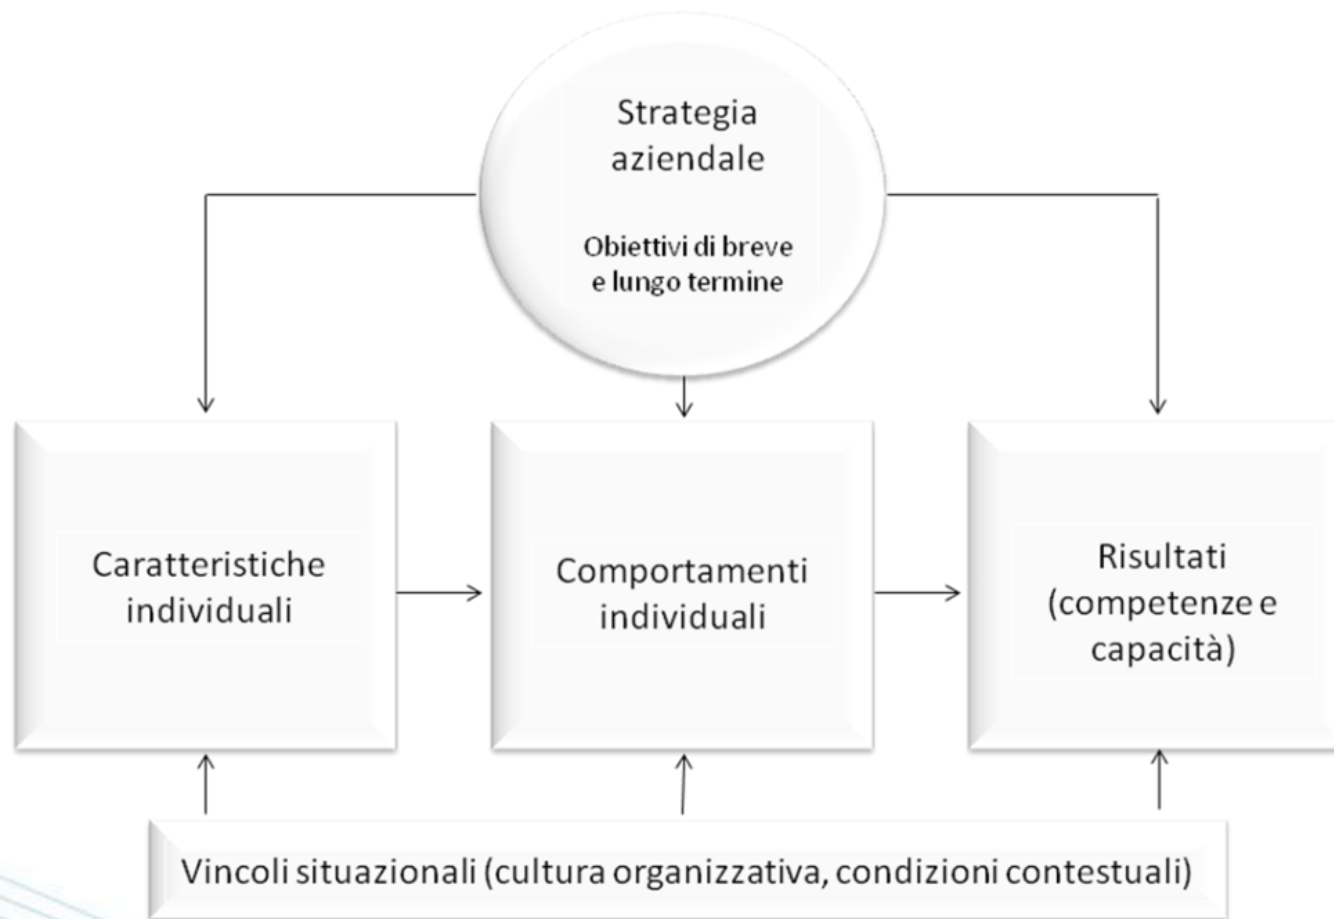 Strategia
aziendale
Obiettivi di breve
e lungo termine
Caratteristiche
individuali
Comportamenti
individuali
Risultati
(competenze e
capacità)
Vincoli situazionali (cultura organizzativa, condizioni contestuali)